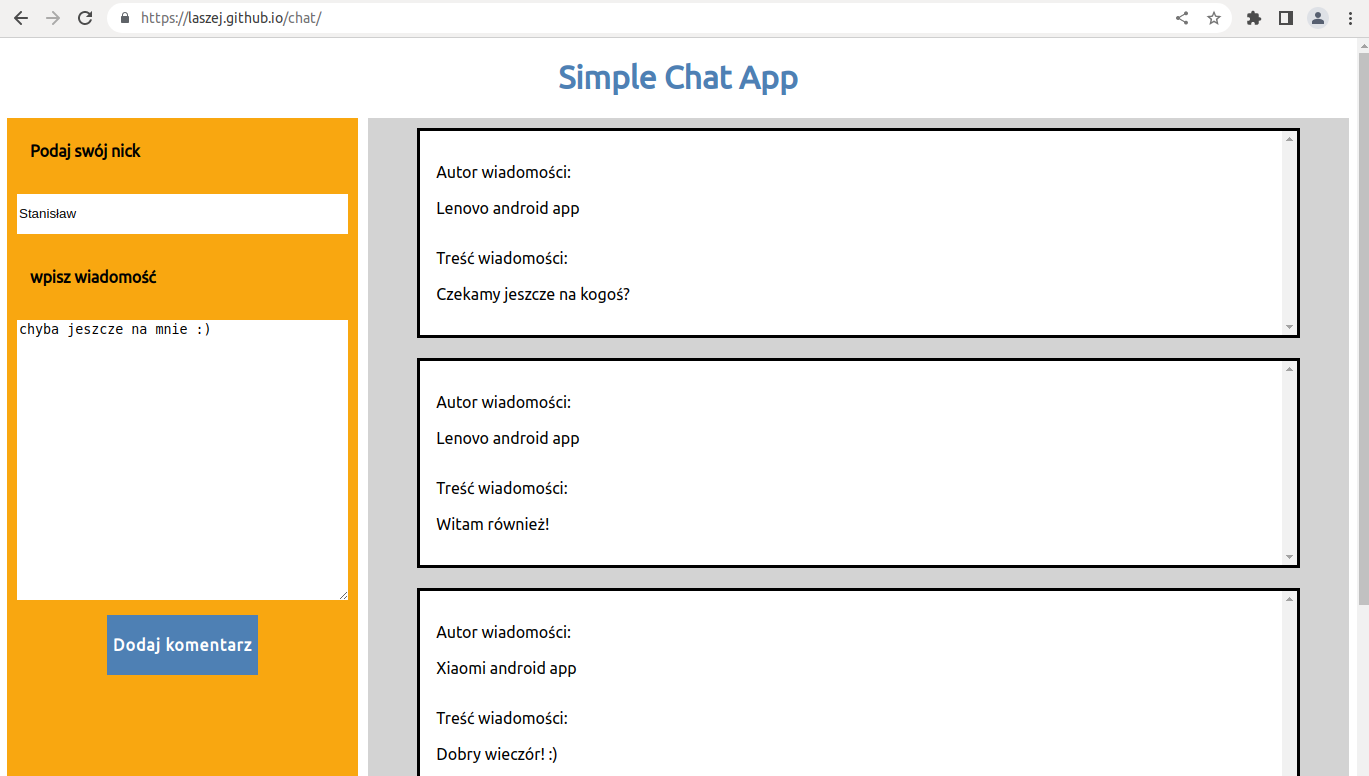 https://laszej.github.io/chat/
Simple Chat App
Podaj swój nick
Stanisław
wpisz wiadomość
chyba jeszcze na mnie :)
Dodaj komentarz
Autor wiadomości:
Lenovo android app
Treść wiadomości:
Czekamy jeszcze na kogoś?
Autor wiadomości:
Lenovo android app
Treść wiadomości:
Witam również!
Autor wiadomości:
Xiaomi android app
Treść wiadomości:
Dobry wieczór! :)